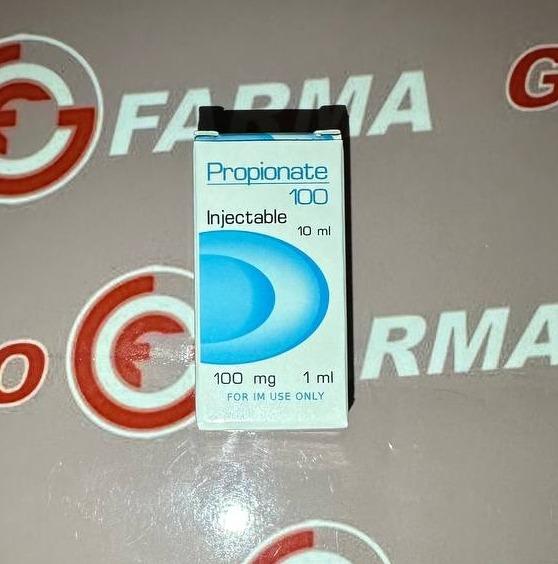 FARMA
G
Propionate
100
Injectable
10 ml
O
RMA
100 mg 1 ml
FOR IM USE ONLY